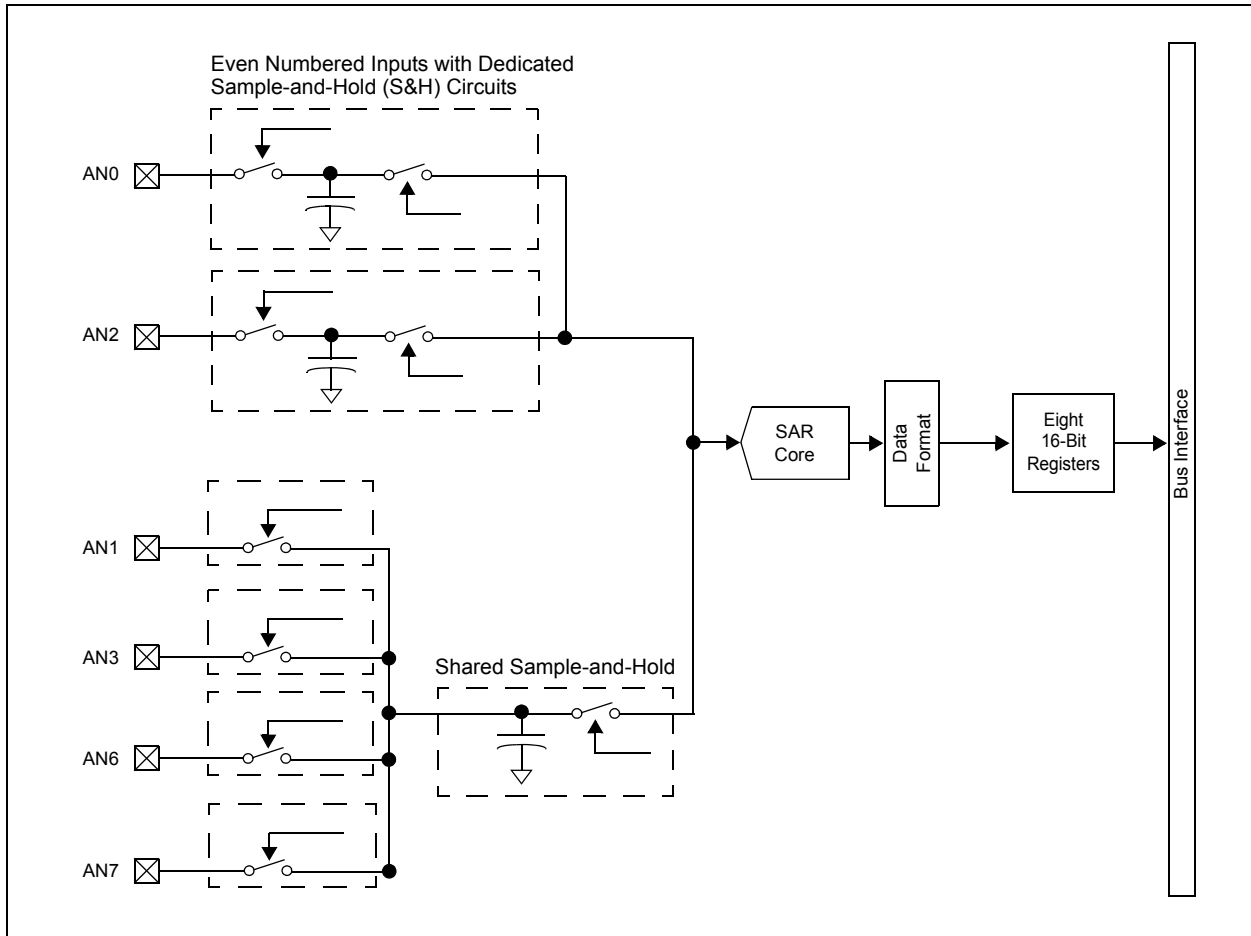 Even Numbered Inputs with Dedicated
Sample-and-Hold (S&H) Circuits
AN0
AN2
SAR
Core
Data
Format
Eight
16-Bit
Registers
Bus Interface
AN1
AN3
Shared Sample-and-Hold
AN6
AN7